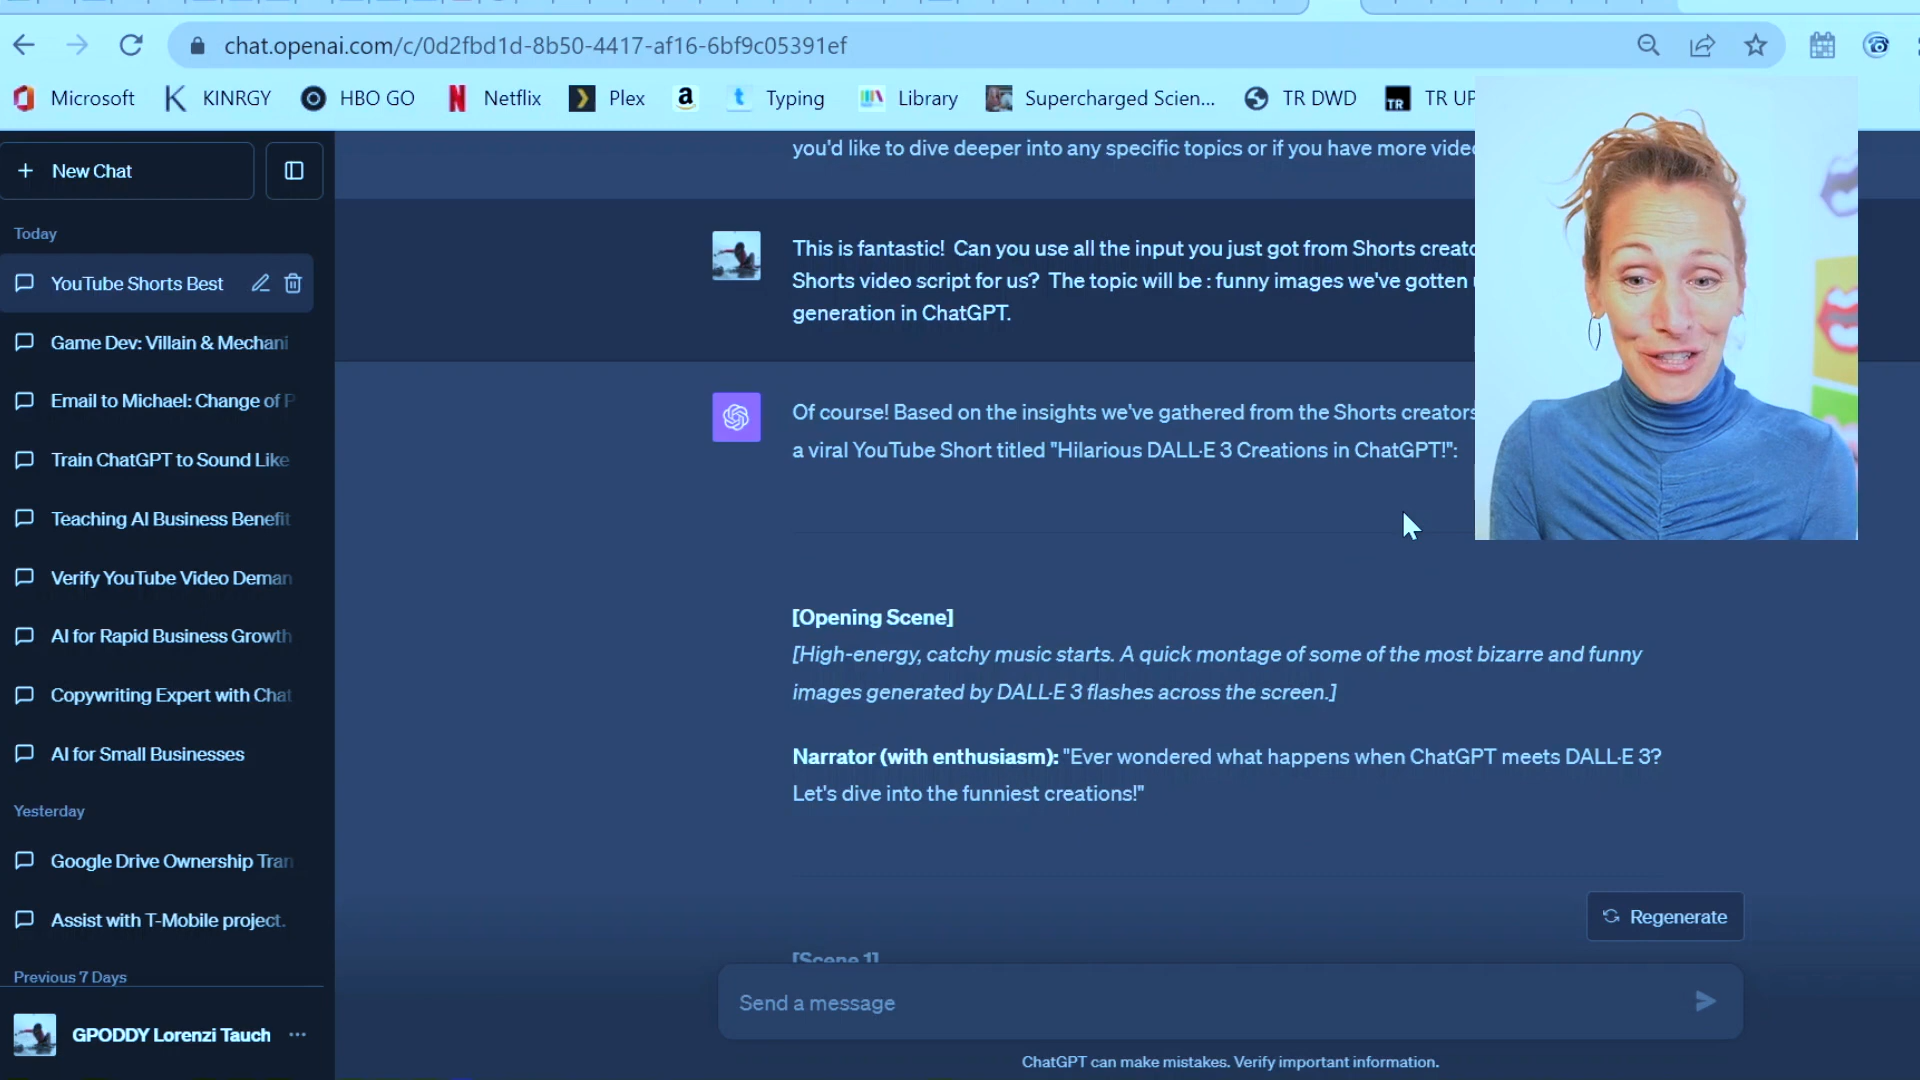 chat.openai.com/c/0d2fbd1d-8b50-4417-af16-6bf9c05391ef
Microsoft KINRGY HBO GO Netflix Plex a t Typing Library Supercharged Scien... TR DWD TR UP
New Chat
Today
YouTube Shorts Best
Game Dev: Villain & Mechani
Email to Michael: Change of P
Train ChatGPT to Sound Like
Teaching AI Business Benefit
Verify YouTube Video Deman
AI for Rapid Business Growth
Copywriting Expert with Chat
AI for Small Businesses
Yesterday
Google Drive Ownership Tran
Assist with T-Mobile project.
Previous 7 Days
GPODDY Lorenzi Tauch
you'd like to dive deeper into any specific topics or if you have more vide
This is fantastic! Can you use all the input you just got from Shorts creato
Shorts video script for us? The topic will be : funny images we've gotten
generation in ChatGPT.
Of course! Based on the insights we've gathered from the Shorts creators
a viral YouTube Short titled "Hilarious DALL·E 3 Creations in ChatGPT!":
[Opening Scene]
[High-energy, catchy music starts. A quick montage of some of the most bizarre and funny
images generated by DALL·E 3 flashes across the screen.]
Narrator (with enthusiasm): "Ever wondered what happens when ChatGPT meets DALL·E 3?
Let's dive into the funniest creations!"
Regenerate
[Scene 1]
Send a message
ChatGPT can make mistakes. Verify important information.